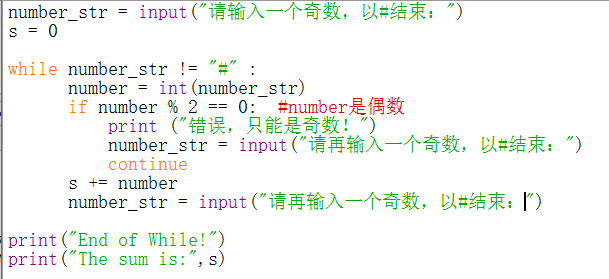 number_str = input("请输入一个奇数，以#结束：")
s = 0
while number_str != "#" :
number = int(number_str)
if number % 2 == 0:  #number是偶数
print ("错误，只能是奇数！")
number_str = input("请再输入一个奇数，以#结束：")
continue
s += number
number_str = input("请再输入一个奇数，以#结束：")
print("End of While!")
print("The sum is:",s)